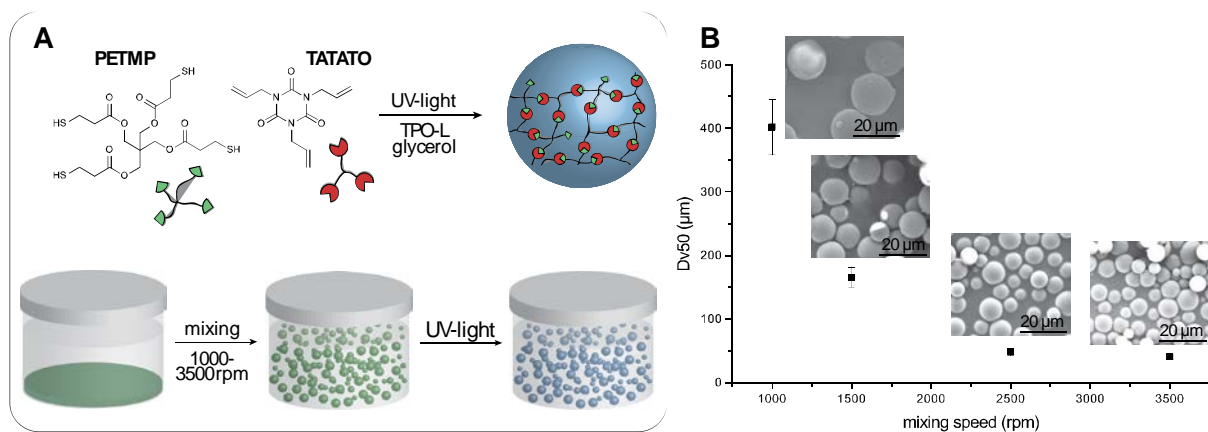 A
PETMP
TATATO
SH
O
O
HS
O
O
O
O
SH
O
O
HS
O
N
N
O
N
O
UV-light
TPO-L
glycerol
mixing
1000-
3500rpm
UV-light
B
Dv50 (µm)
500
400
300
200
100
0
1000
1500
2000
2500
3000
3500
mixing speed (rpm)
20 µm
20 µm
20 µm
20 µm